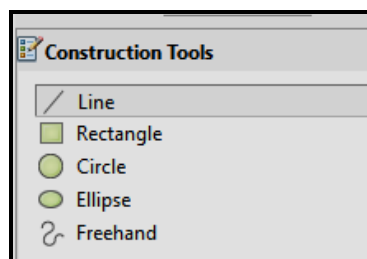 Construction Tools
Line
Rectangle
Circle
Ellipse
Freehand